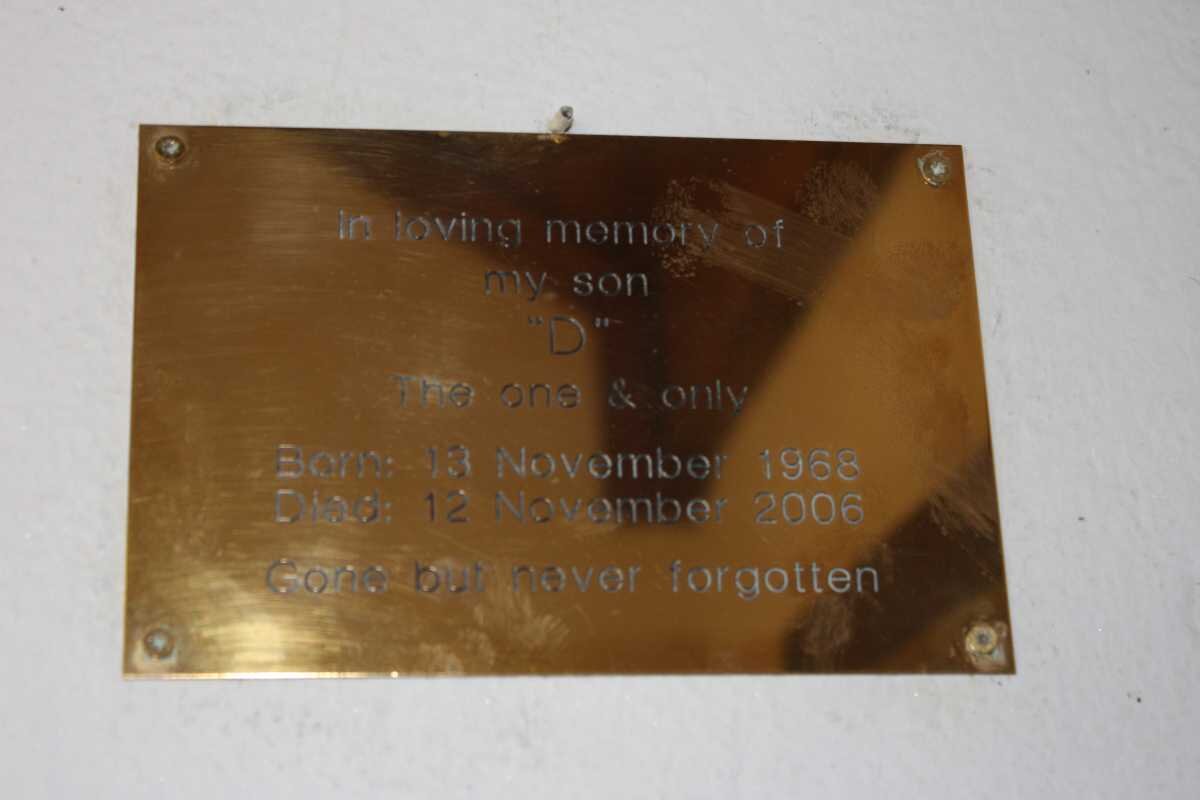 In loving memory of
my son
"D"
The one & only
Born: 13 November 1968
Died: 12 November 2006
Gone but never forgotten